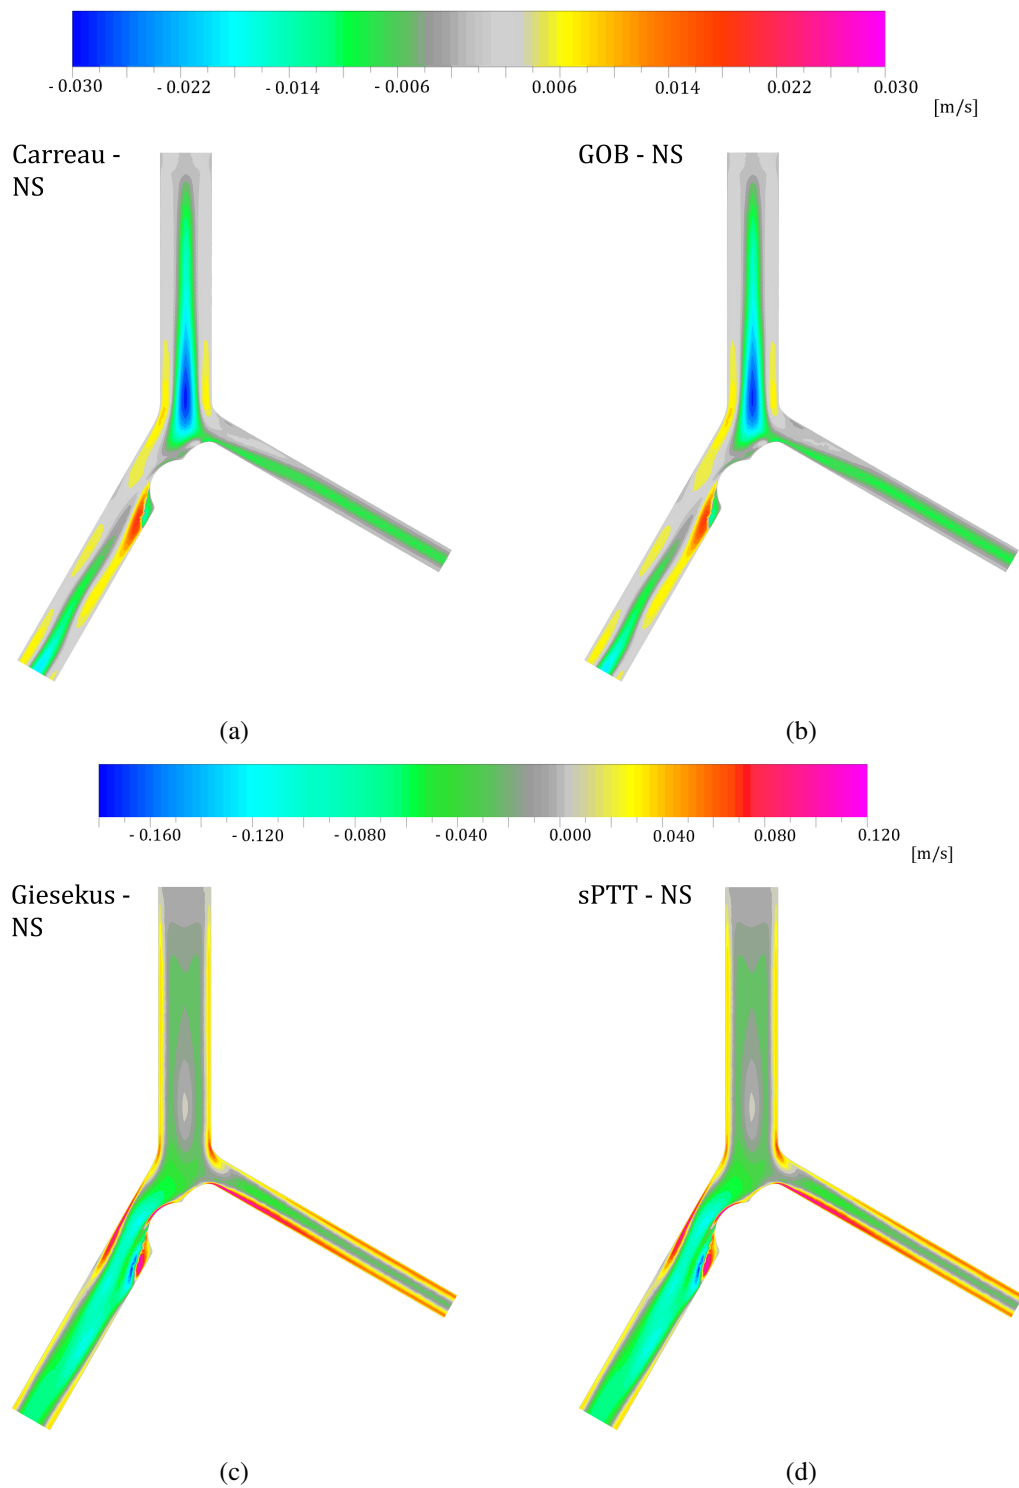 - 0.030 - 0.022 - 0.014 - 0.006 0.006 0.014 0.022 0.030
[m/s]
Carreau -
NS
GOB - NS
(a) (b)
- 0.160 - 0.120 - 0.080 - 0.040 0.000 0.040 0.080 0.120
[m/s]
Giesekus -
NS
sPTT - NS
(c) (d)